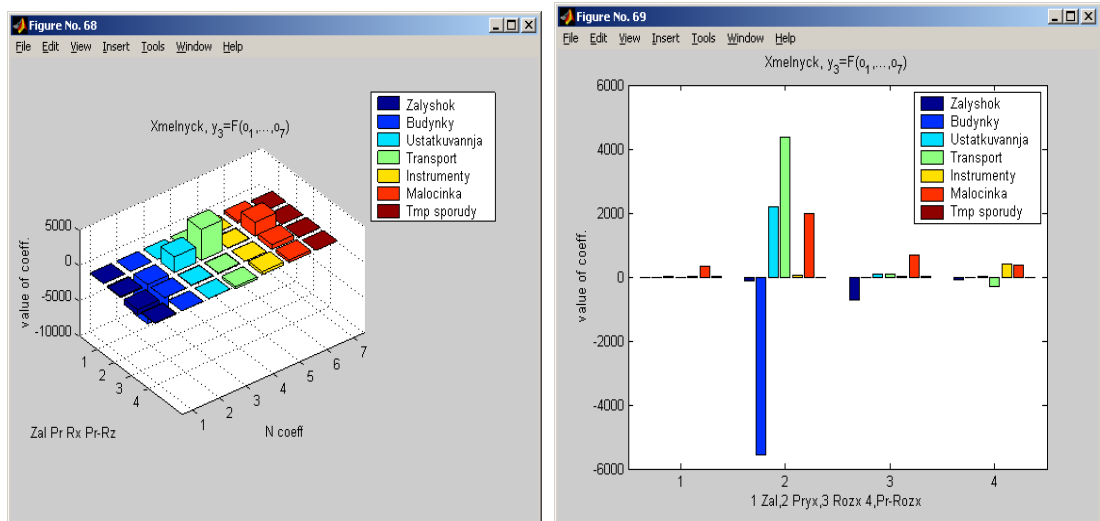 Figure No. 68
File Edit View Insert Tools Window Help
Xmelnyck, y3=F(o1,...,o7)
Zalyshok
Budynky
Ustatkuvannja
Transport
Instrumenty
Malocinka
Tmp sporudy
value of coeff.
5000
0
-5000
-10000
1
2
3
4
Zal Pr Rx Pr-Rz
1
2
3
4
5
6
7
N coeff
Figure No. 69
File Edit View Insert Tools Window Help
Xmelnyck, y3=F(o1,...,o7)
Zalyshok
Budynky
Ustatkuvannja
Transport
Instrumenty
Malocinka
Tmp sporudy
value of coeff.
6000
4000
2000
0
-2000
-4000
-6000
1 2 3 4
1 Zal,2 Pryx,3 Rozx 4,Pr-Rozx